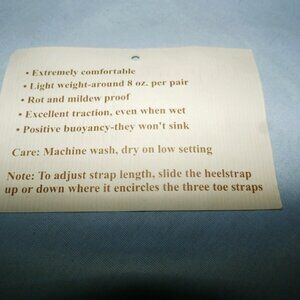 • Extremely comfortable
• Light weight-around 8 oz. per pair
• Rot and mildew proof
• Excellent traction, even when wet
• Positive buoyancy-they won't sink
Care: Machine wash, dry on low setting
Note: To adjust strap length, slide the heelstrap
up or down where it encircles the three toe straps